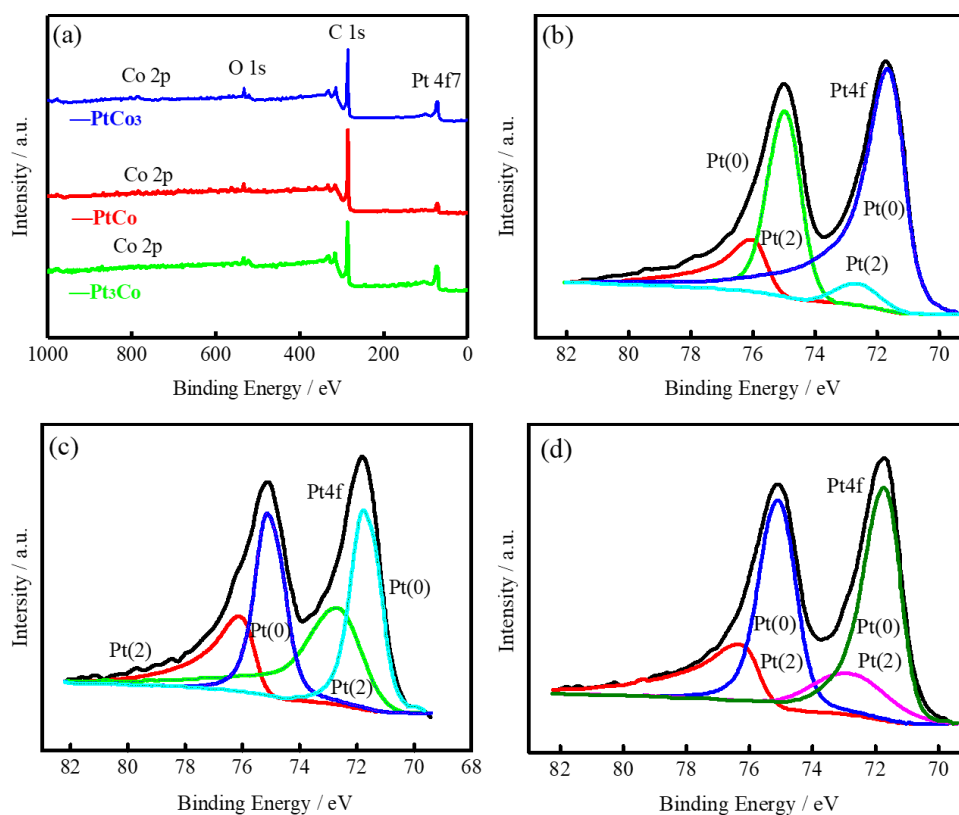 (a)
C 1s
Co 2p
O 1s
Pt 4f7
—PtCo₃
Co 2p
—PtCo
Co 2p
—Pt₃Co
Intensity / a.u.
1000 800 600 400 200 0
Binding Energy / eV
(b)
Pt4f
Pt(0)
Pt(0)
Pt(2)
Pt(2)
Intensity / a.u.
82 80 78 76 74 72 70
Binding Energy / eV
(c)
Pt4f
Pt(0)
Pt(0)
Pt(2)
Pt(2)
Intersity / a.u.
82 80 78 76 74 72 70 68
Binding Energy / eV
(d)
Pt4f
Pt(0)
Pt(0)
Pt(2)
Pt(2)
Intensity / a.u.
82 80 78 76 74 72 70
Binding Energy / eV